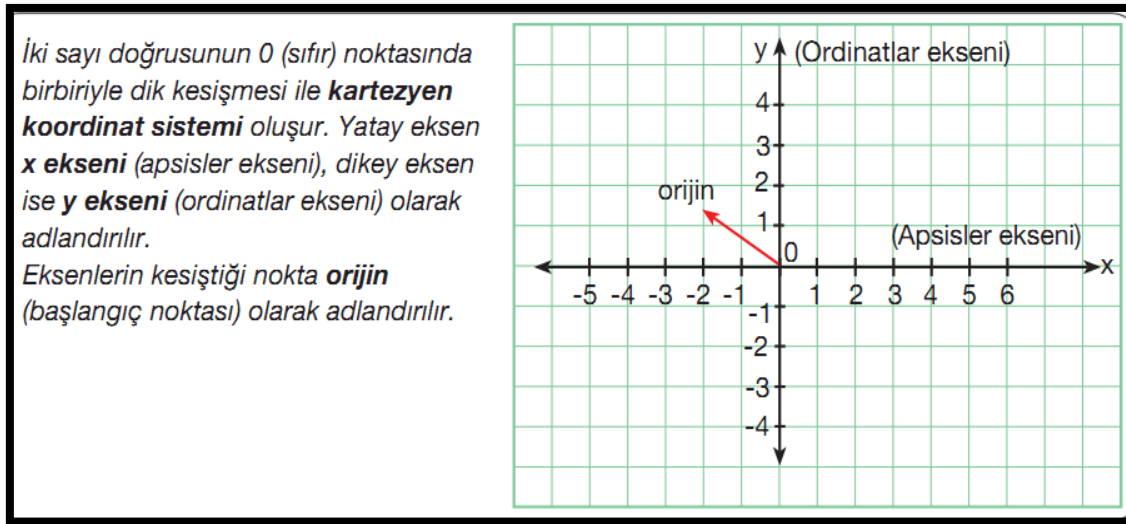 İki sayı doğrusunun 0 (sıfır) noktasında
birbiriyle dik kesişmesi ile kartezyen
koordinat sistemi oluşur. Yatay eksen
x ekseni (apsisler ekseni), dikey eksen
ise y ekseni (ordinatlar ekseni) olarak
adlandırılır.
Eksenlerin kesiştiği nokta orijin
(başlangıç noktası) olarak adlandırılır.
y (Ordinatlar ekseni)
4
3
2
orijin
1
(Apsisler ekseni)
0
x
-5 -4 -3 -2 -1 1 2 3 4 5 6
-1
-2
-3
-4